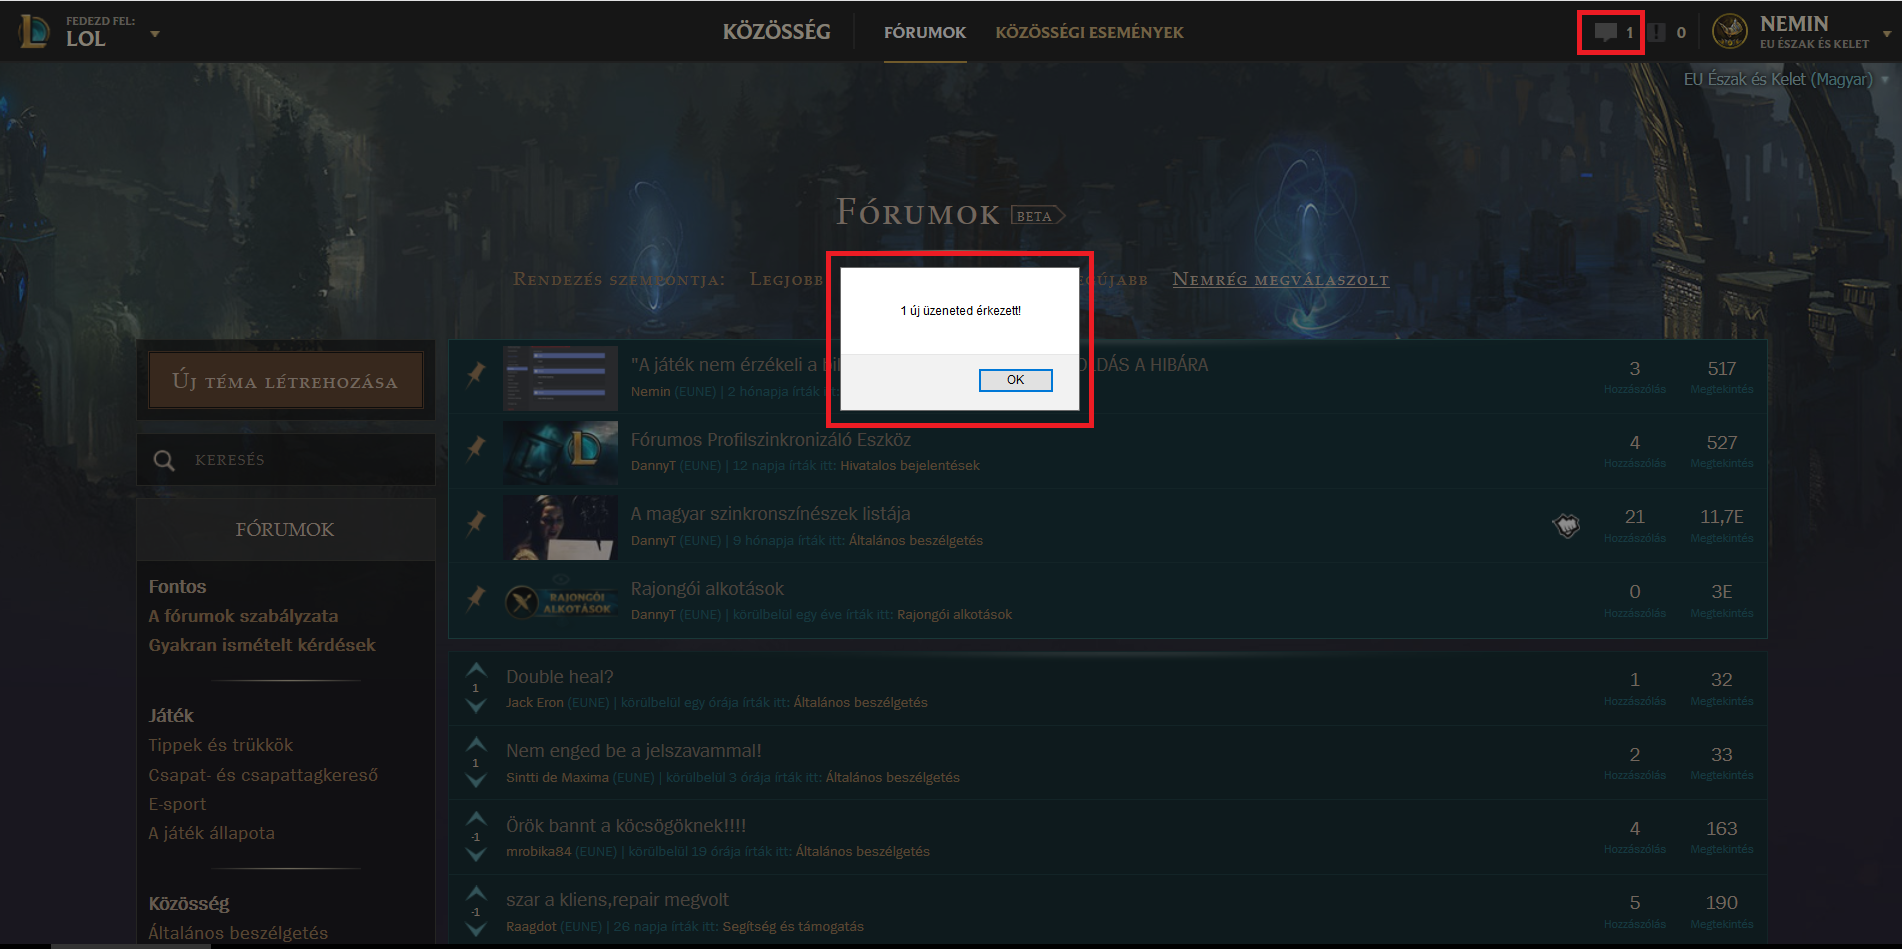 FEDEZD FEL:
LOL
KÖZÖSSÉG
FÓRUMOK
KÖZÖSSÉGI ESEMÉNYEK
1
0
NEMIN
EU ÉSZAK ÉS KELET
EU Észak és Kelet (Magyar)
FÓRUMOK BETA
RENDEZÉS SZEMPONTJA: LEGJOBB GÚJABB NEMRÉG MEGVÁLASZOLT
1 új üzeneted érkezett!
OK
ÚJ TÉMA LÉTREHOZÁSA
KERESÉS
FÓRUMOK
Fontos
A fórumok szabályzata
Gyakran ismételt kérdések
Játék
Tippek és trükkök
Csapat- és csapattagkereső
E-sport
A játék állapota
Közösség
Általános beszélgetés
"A játék nem érzékeli a bil OLDÁS A HIBÁRA
Nemin (EUNE) | 2 hónapja írták itt:
3 Hozzászólás
517 Megtekintés
RAJONGÓI ALKOTÁSOK
Fórumos Profilszinkronizáló Eszköz
DannyT (EUNE) | 12 napja írták itt: Hivatalos bejelentések
4 Hozzászólás
527 Megtekintés
A magyar szinkronszínészek listája
DannyT (EUNE) | 9 hónapja írták itt: Általános beszélgetés
21 Hozzászólás
11,7E Megtekintés
Rajongói alkotások
DannyT (EUNE) | körülbelül egy éve írták itt: Rajongói alkotások
0 Hozzászólás
3E Megtekintés
1
Double heal?
Jack Eron (EUNE) | körülbelül egy órája írták itt: Általános beszélgetés
1 Hozzászólás
32 Megtekintés
1
Nem enged be a jelszavammal!
Sintti de Maxima (EUNE) | körülbelül 3 órája írták itt: Általános beszélgetés
2 Hozzászólás
33 Megtekintés
-1
Örök bannt a köcsögöknek!!!!
mrobika84 (EUNE) | körülbelül 19 órája írták itt: Általános beszélgetés
4 Hozzászólás
163 Megtekintés
-1
szar a kliens,repair megvolt
Raagdot (EUNE) | 26 napja írták itt: Segítség és támogatás
5 Hozzászólás
190 Megtekintés